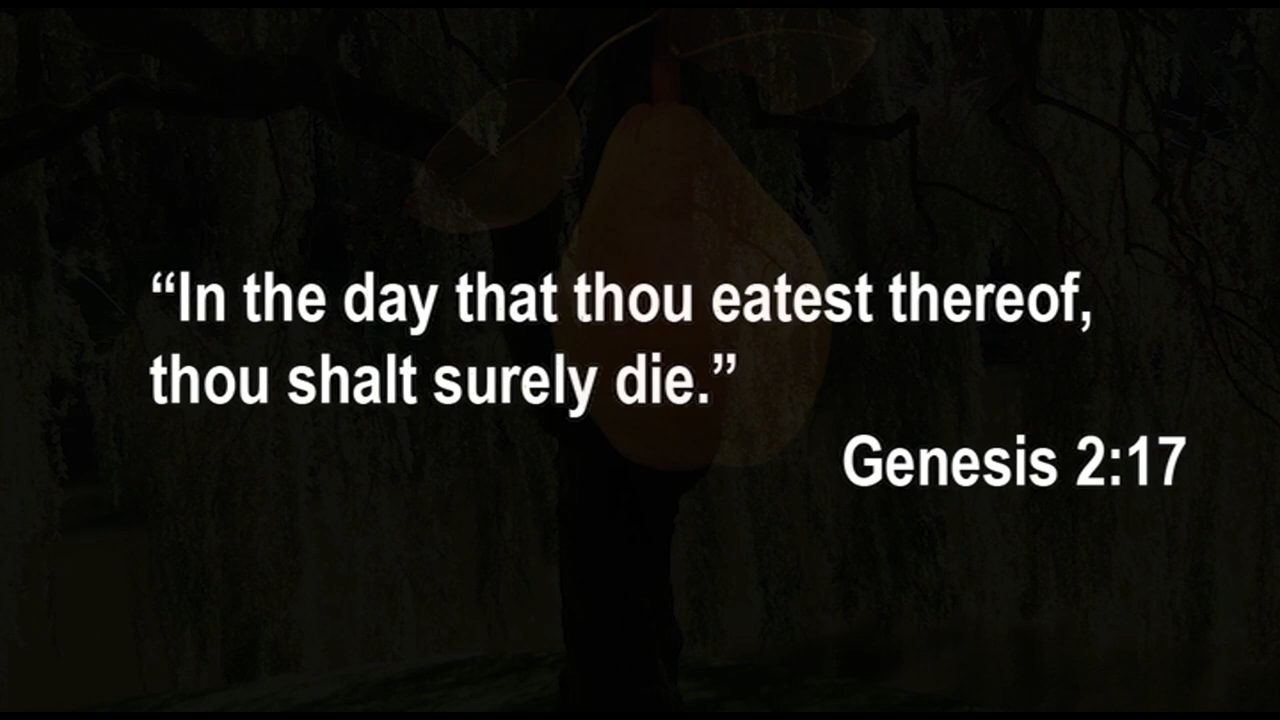 “In the day that thou eatest thereof,
thou shalt surely die.”
Genesis 2:17